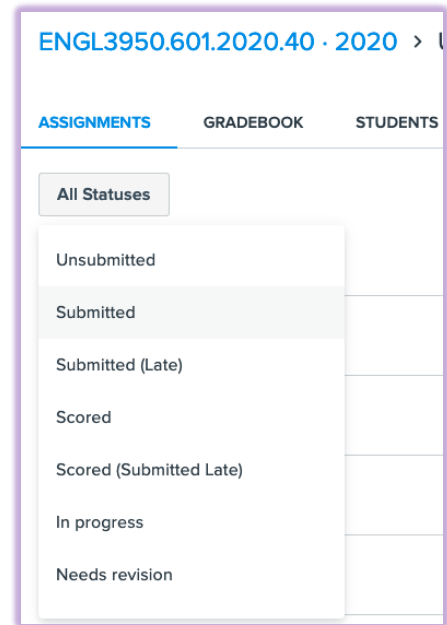 ENGL3950.601.2020.40 · 2020 >
ASSIGNMENTS GRADEBOOK STUDENTS
All Statuses
Unsubmitted
Submitted
Submitted (Late)
Scored
Scored (Submitted Late)
In progress
Needs revision